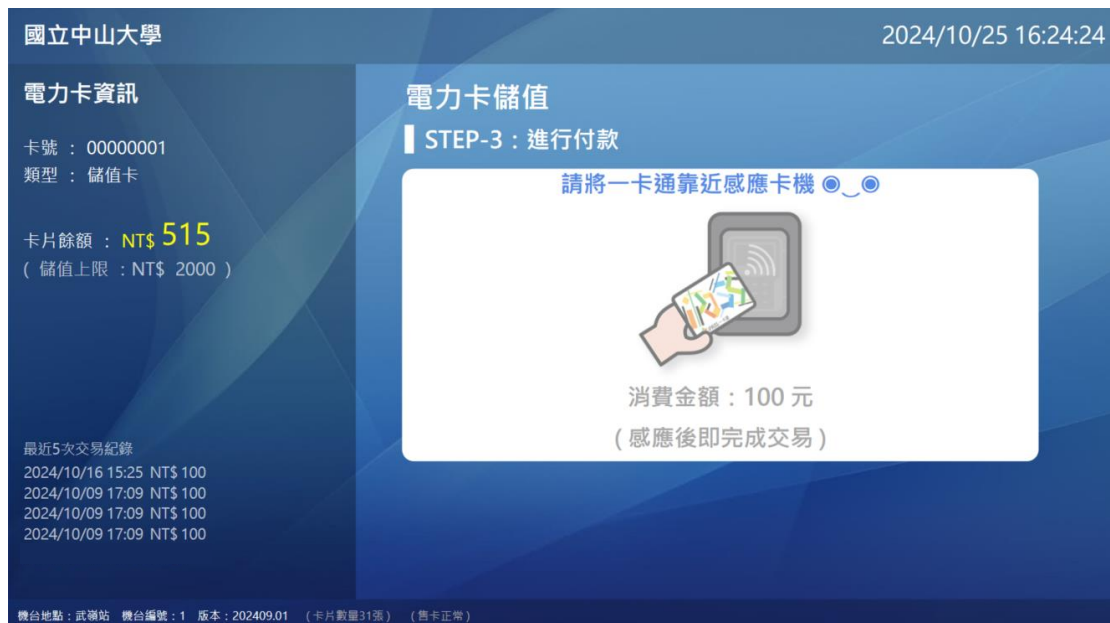 國立中山大學
2024/10/25 16:24:24
電力卡資訊
卡號 : 00000001
類型 : 儲值卡
卡片餘額 : NT$ 515
( 儲值上限 : NT$ 2000 )
最近5次交易紀錄
2024/10/16 15:25 NT$ 100
2024/10/09 17:09 NT$ 100
2024/10/09 17:09 NT$ 100
2024/10/09 17:09 NT$ 100
電力卡儲值
STEP-3：進行付款
請將一卡通靠近感應卡機 ◉‿◉
消費金額：100 元
( 感應後即完成交易 )
機台地點：武嶺站 機台編號：1 版本：202409.01 (卡片數量31張) (售卡正常)